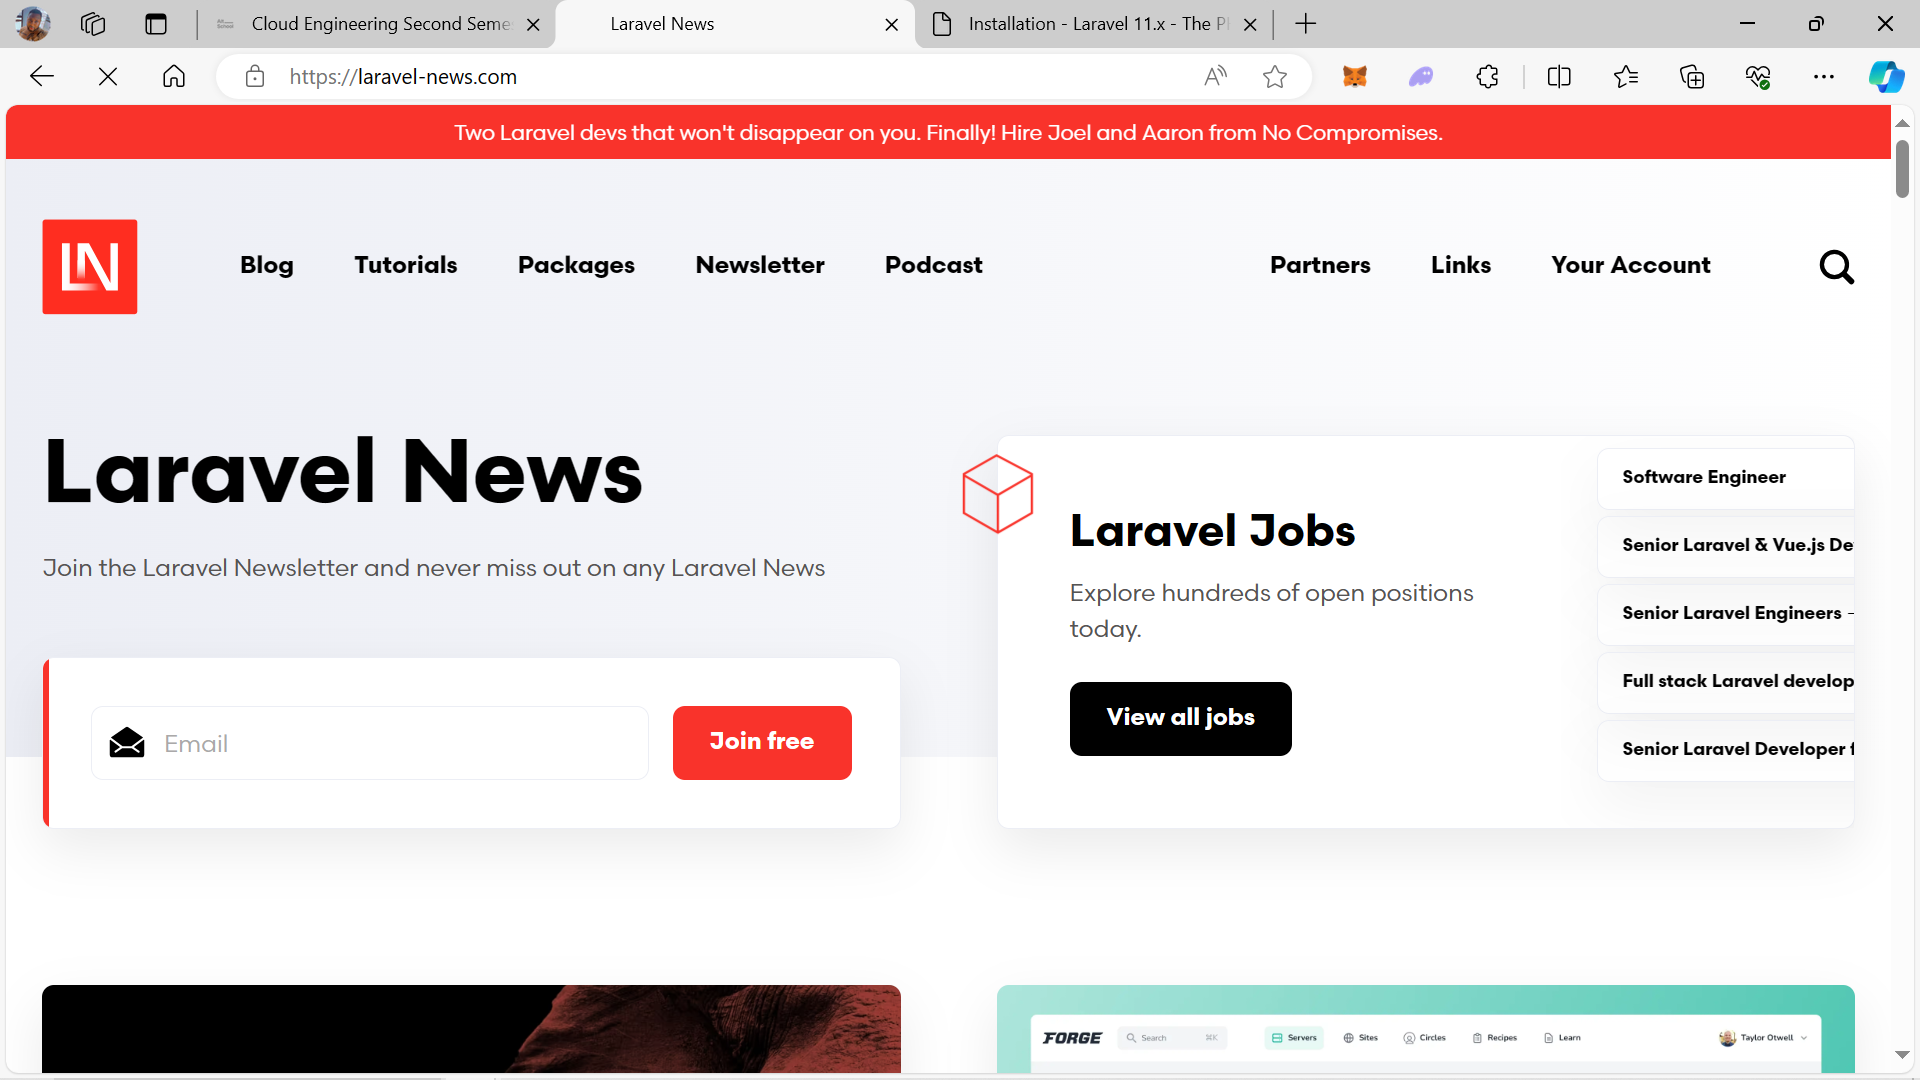 Cloud Engineering Second Seme
Laravel News
Installation - Laravel 11.x - The P
https://laravel-news.com
Two Laravel devs that won't disappear on you. Finally! Hire Joel and Aaron from No Compromises.
LN
Blog
Tutorials
Packages
Newsletter
Podcast
Partners
Links
Your Account
Laravel News
Join the Laravel Newsletter and never miss out on any Laravel News
Email
Join free
Laravel Jobs
Explore hundreds of open positions
today.
View all jobs
Software Engineer
Senior Laravel & Vue.js De
Senior Laravel Engineers -
Full stack Laravel develop
Senior Laravel Developer f
FORGE
Search
⌘K
Servers
Sites
Circles
Recipes
Learn
Taylor Otwell